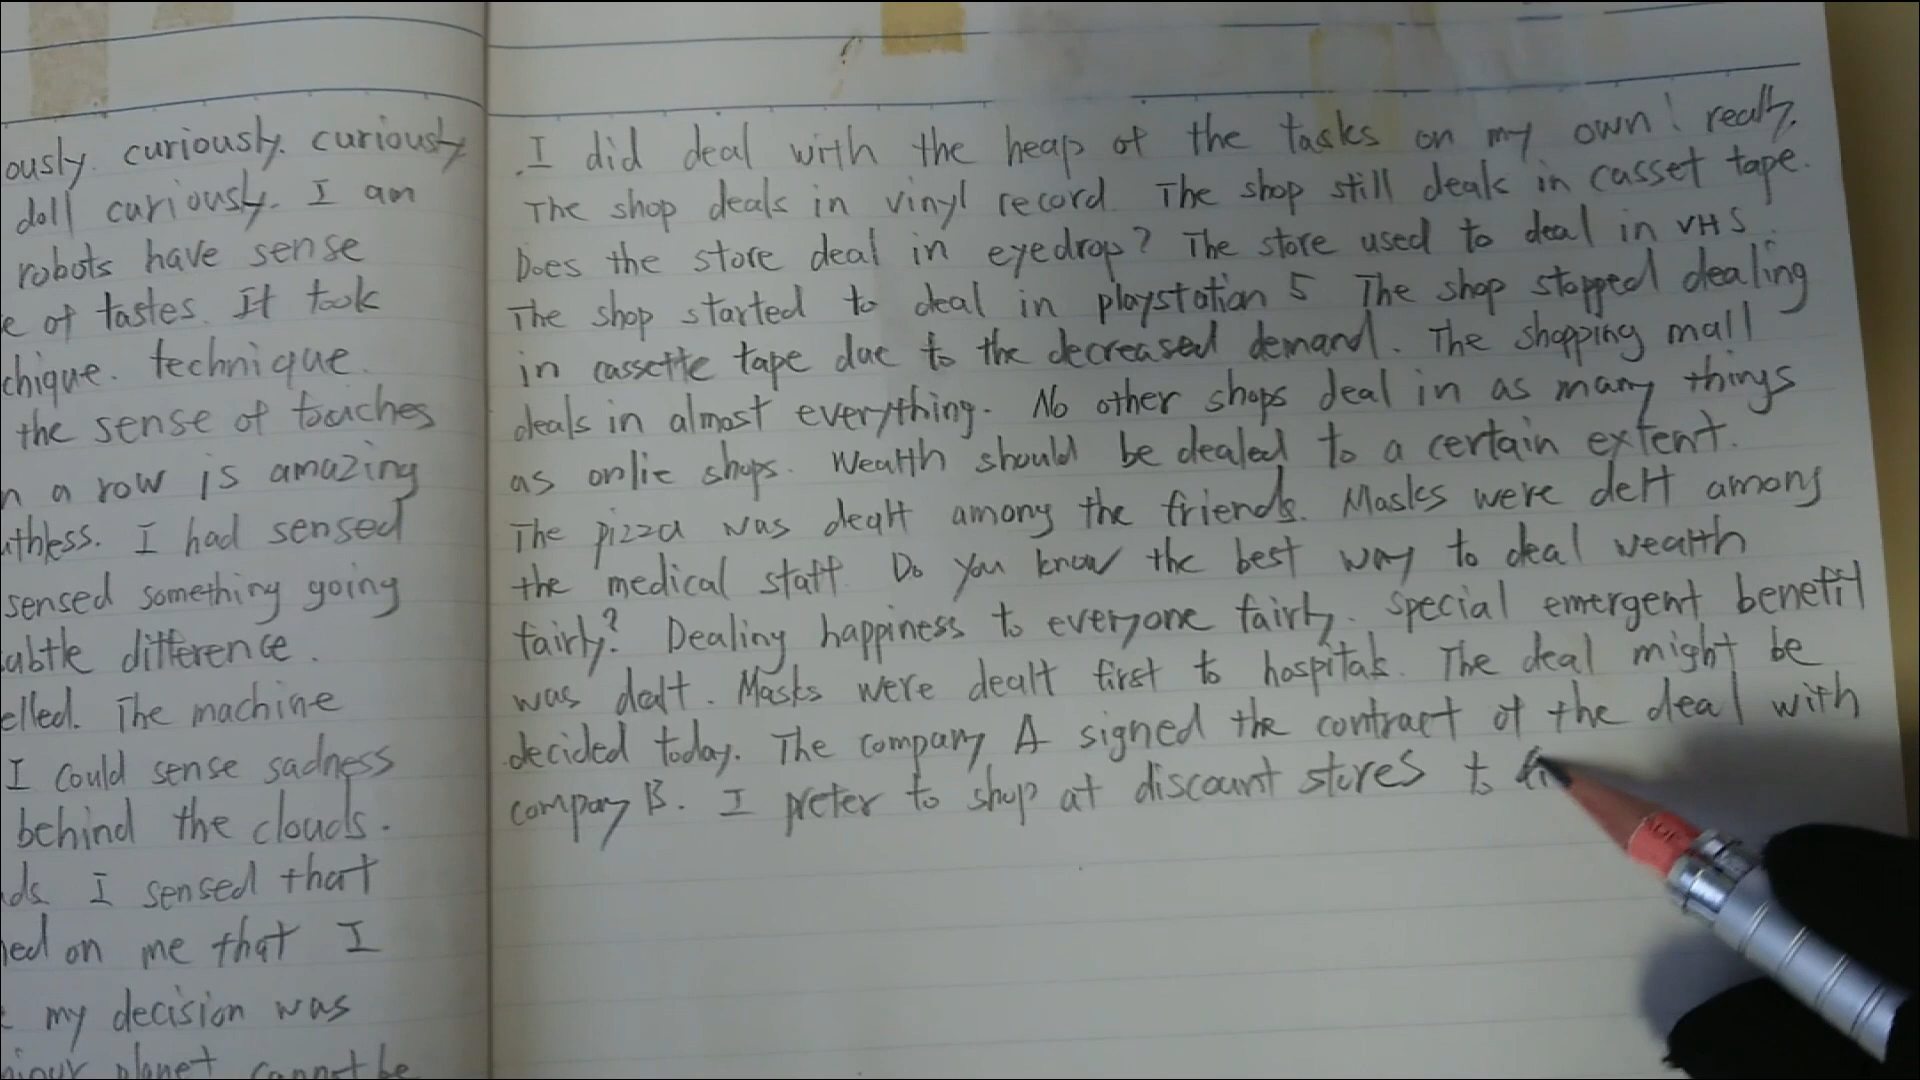 ously. curiously. curiously
doll curiously. I am
robots have sense
e of tastes. It took
chique. technique.
the sense of touches
n a row is amazing
thless. I had sensed
sensed something going
subtle difference.
elled. The machine
I could sense sadness
behind the clouds.
ds. I sensed that
ed on me that I
my decision was
planet cannot be
I did deal with the heap of the tasks on my own! really.
The shop deals in vinyl record. The shop still deals in casset tape.
Does the store deal in eyedrop? The store used to deal in VHS.
The shop started to deal in playstation 5 The shop stopped dealing
in cassette tape due to the decreased demand. The shopping mall
deals in almost everything. No other shops deal in as many things
as onlie shops. Wealth should be dealed to a certain extent.
The pizza was dealt among the friends. Masks were delt among
the medical staff. Do you know the best way to deal wealth
fairly? Dealing happiness to everyone fairly. Special emergent benefit
was dealt. Masks were dealt first to hospitals. The deal might be
decided today. The company A signed the contract of the deal with
company B. I prefer to shop at discount stores to